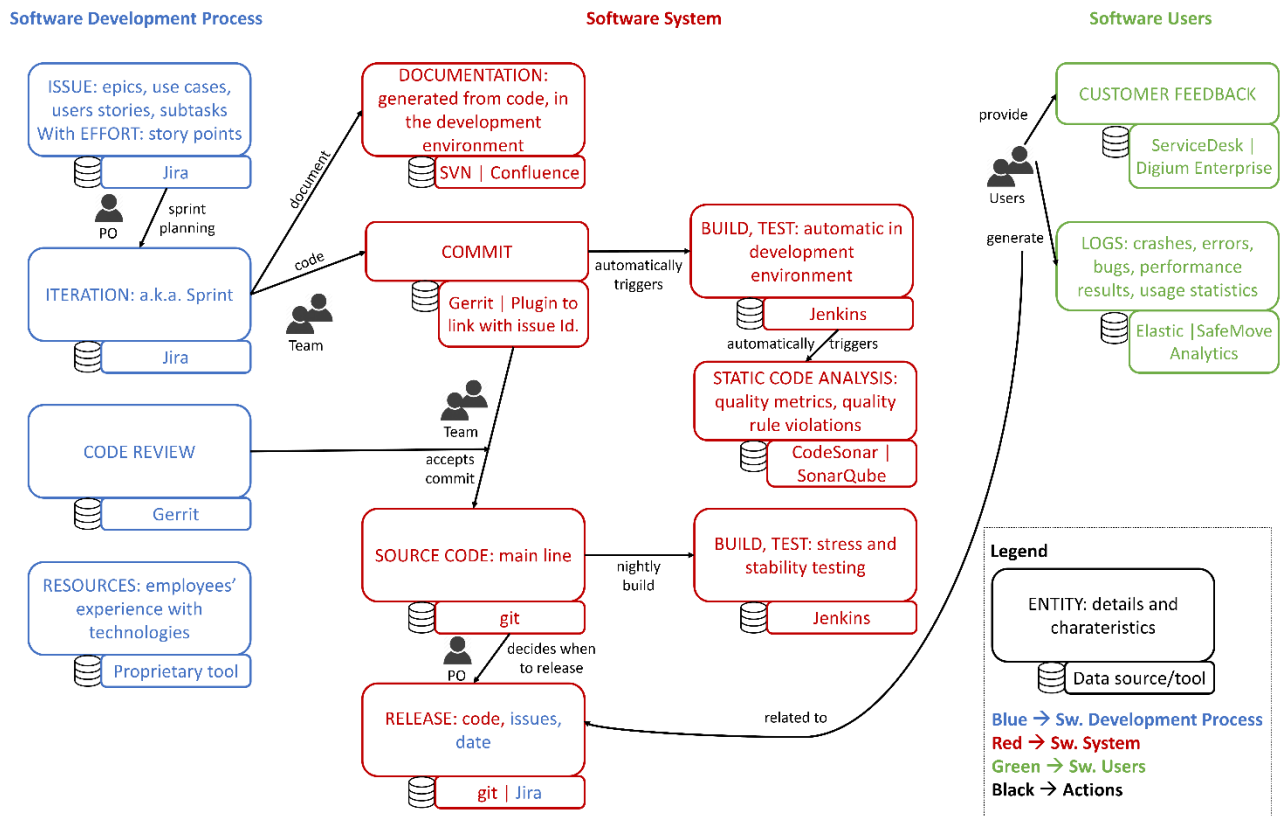 Software Development Process
Software System
Software Users
ISSUE: epics, use cases,
users stories, subtasks
With EFFORT: story points
Jira
PO
sprint
planning
ITERATION: a.k.a. Sprint
Jira
CODE REVIEW
Gerrit
RESOURCES: employees'
experience with
technologies
Proprietary tool
document
code
Team
DOCUMENTATION:
generated from code, in
the development
environment
SVN | Confluence
COMMIT
Gerrit | Plugin to
link with issue Id.
automatically
triggers
Team
accepts
commit
SOURCE CODE: main line
git
nightly
build
PO
decides when
to release
RELEASE: code, issues,
date
git | Jira
BUILD, TEST: automatic in
development
environment
Jenkins
automatically triggers
STATIC CODE ANALYSIS:
quality metrics, quality
rule violations
CodeSonar |
SonarQube
BUILD, TEST: stress and
stability testing
Jenkins
related to
provide
Users
generate
CUSTOMER FEEDBACK
ServiceDesk |
Digium Enterprise
LOGS: crashes, errors,
bugs, performance
results, usage statistics
Elastic |SafeMove
Analytics
Legend
ENTITY: details and
charateristics
Data source/tool
Blue → Sw. Development Process
Red → Sw. System
Green → Sw. Users
Black → Actions